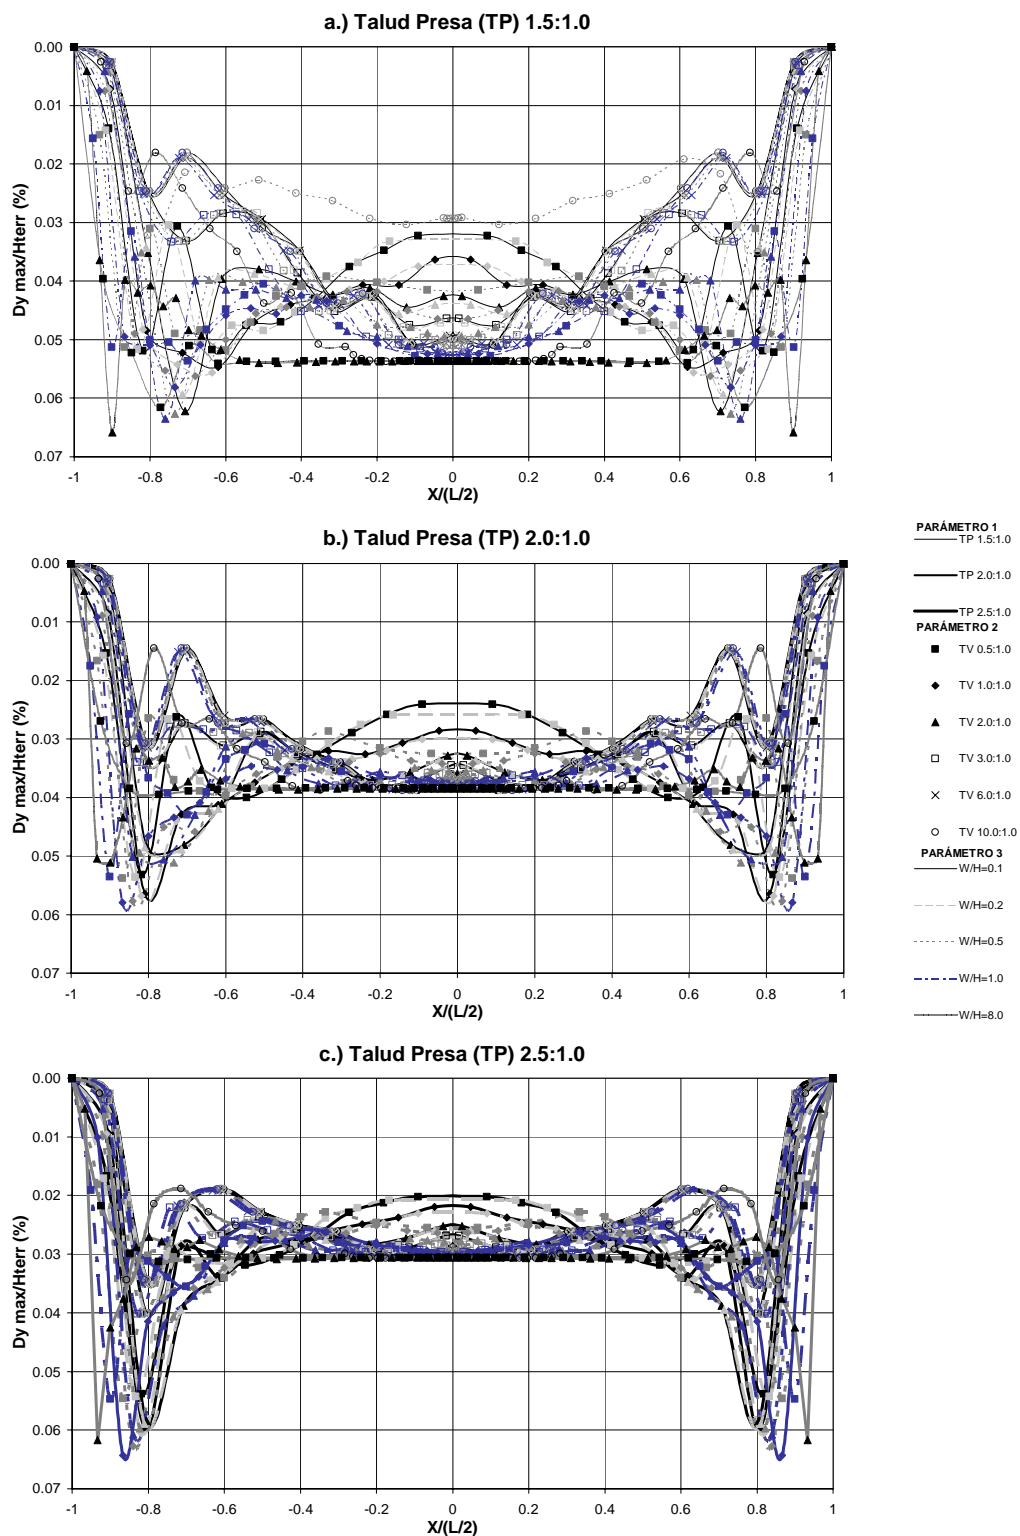 a.) Talud Presa (TP) 1.5:1.0
0.00
0.01
0.02
0.03
0.04
0.05
0.06
0.07
Dy max/Hterr (%)
-1 -0.8 -0.6 -0.4 -0.2 0 0.2 0.4 0.6 0.8 1
X/(L/2)
b.) Talud Presa (TP) 2.0:1.0
0.00
0.01
0.02
0.03
0.04
0.05
0.06
0.07
Dy max/Hterr (%)
-1 -0.8 -0.6 -0.4 -0.2 0 0.2 0.4 0.6 0.8 1
X/(L/2)
PARÁMETRO 1
TP 1.5:1.0
TP 2.0:1.0
TP 2.5:1.0
PARÁMETRO 2
TV 0.5:1.0
TV 1.0:1.0
TV 2.0:1.0
TV 3.0:1.0
TV 6.0:1.0
TV 10.0:1.0
PARÁMETRO 3
W/H=0.1
W/H=0.2
W/H=0.5
W/H=1.0
W/H=8.0
c.) Talud Presa (TP) 2.5:1.0
0.00
0.01
0.02
0.03
0.04
0.05
0.06
0.07
Dy max/Hterr (%)
-1 -0.8 -0.6 -0.4 -0.2 0 0.2 0.4 0.6 0.8 1
X/(L/2)